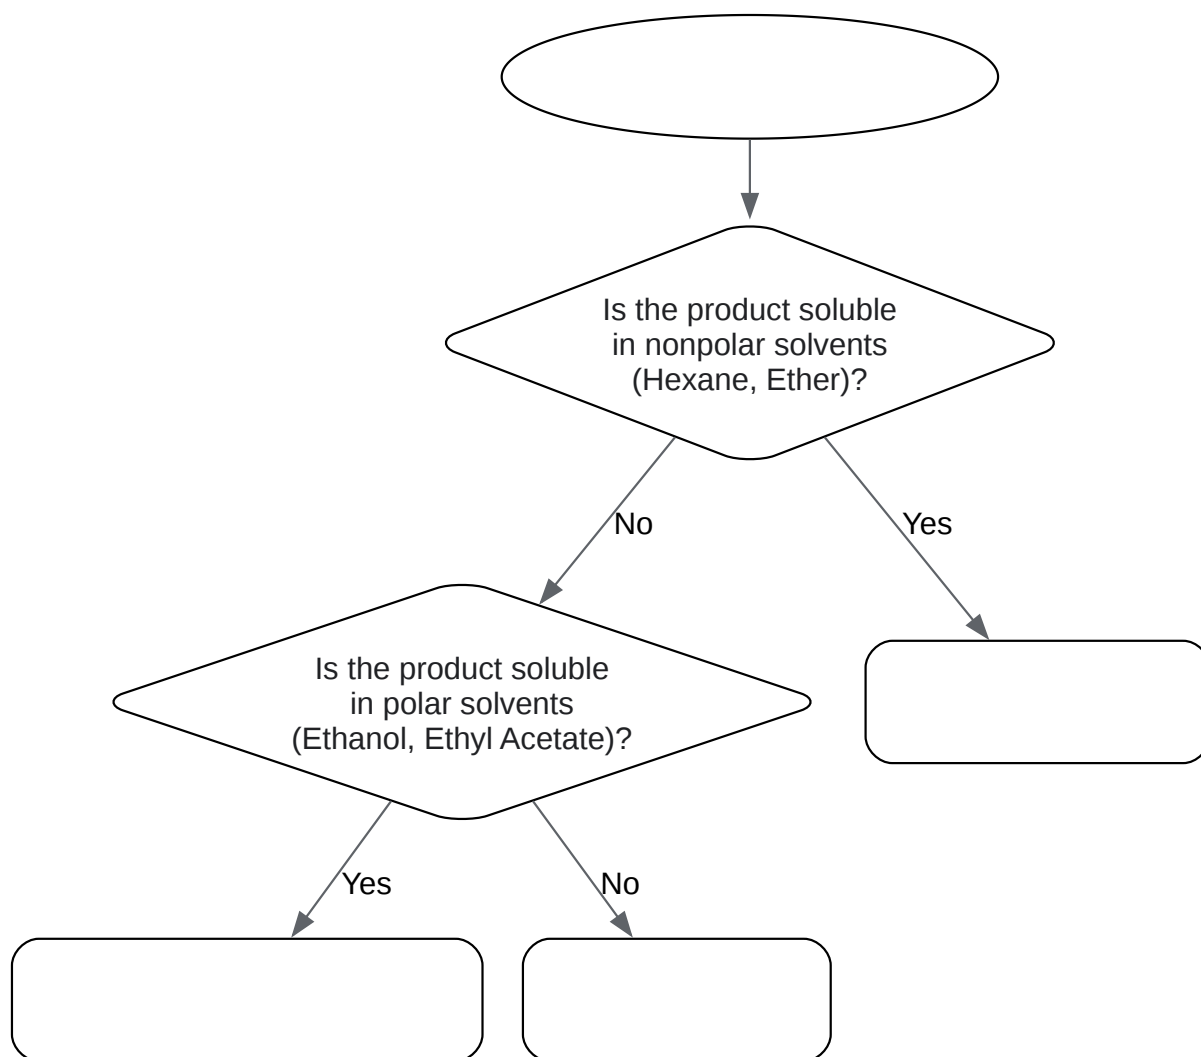 Is the product soluble
in nonpolar solvents
(Hexane, Ether)?
No
Yes
Is the product soluble
in polar solvents
(Ethanol, Ethyl Acetate)?
Yes
No